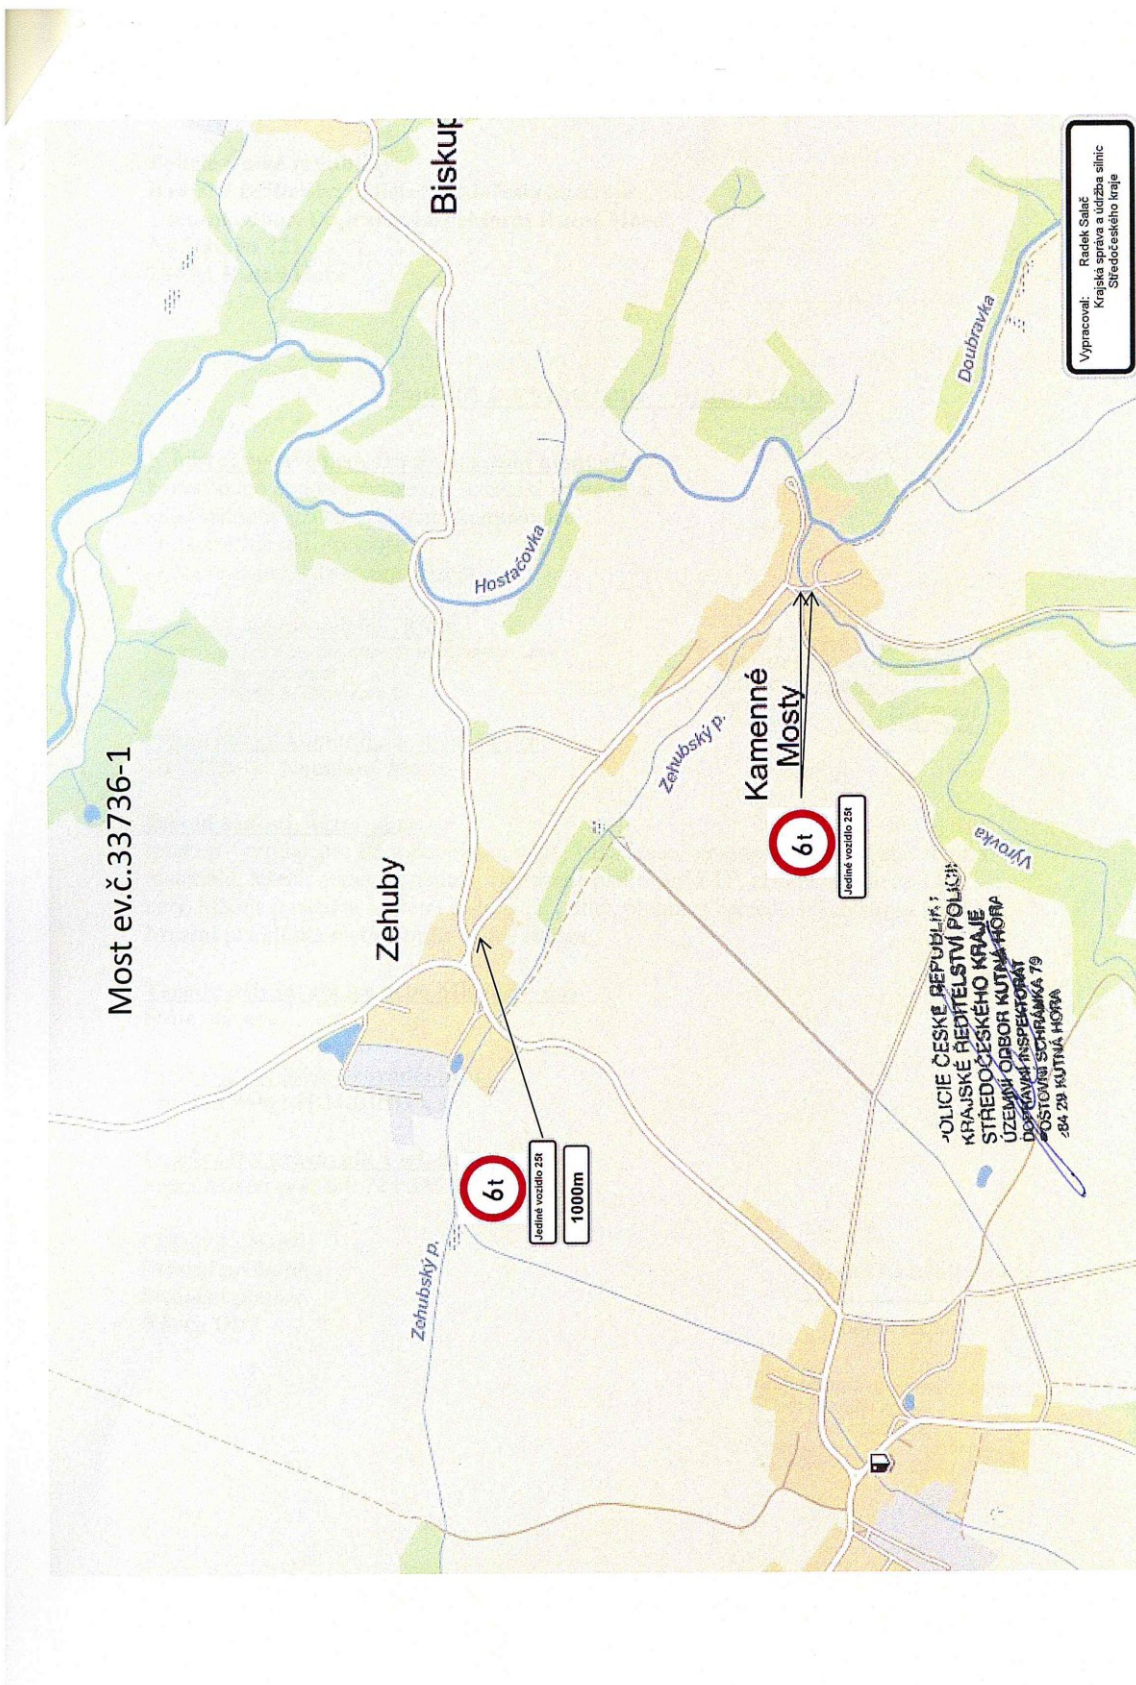 Most ev.č.33736-1
Biskup
Zehuby
Hostačovka
Zehubský p.
6t
Jediné vozidlo 25t
1000m
Zehubský p.
Kamenné
Mosty
6t
Jediné vozidlo 25t
Doubravka
Výrovka
POLICIE ČESKÉ REPUBLIKY
KRAJSKÉ ŘEDITELSTVÍ POLICIE
STŘEDOČESKÉHO KRAJE
ÚZEMNÍ ODBOR KUTNÁ HORA
DOPRAVNÍ INSPEKTORÁT
POŠTOVNÍ SCHRÁNKA 79
284 29 KUTNÁ HORA
Vypracoval: Radek Salač
Krajská správa a údržba silnic
Středočeského kraje